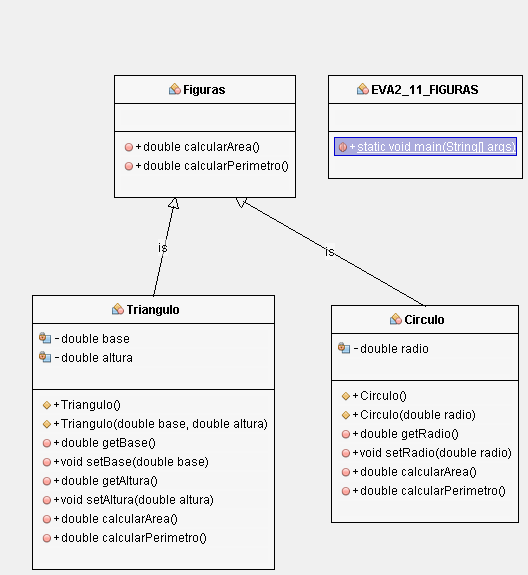 Figuras
+double calcularArea()
+double calcularPerimetro()
EVA2_11_FIGURAS
+static void main(String[] args)
is
is
Triangulo
-double base
-double altura
+Triangulo()
+Triangulo(double base, double altura)
+double getBase()
+void setBase(double base)
+double getAltura()
+void setAltura(double altura)
+double calcularArea()
+double calcularPerimetro()
Circulo
-double radio
+Circulo()
+Circulo(double radio)
+double getRadio()
+void setRadio(double radio)
+double calcularArea()
+double calcularPerimetro()